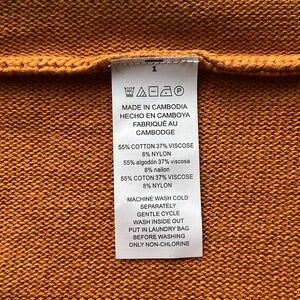 1
MADE IN CAMBODIA
HECHO EN CAMBOYA
FABRIQUÉ AU
CAMBODGE
55% COTTON 37% VISCOSE
8% NYLON
55% algodón 37% viscosa
8% nailon
55% COTON 37% VISCOSE
8% NYLON
MACHINE WASH COLD
SEPARATELY
GENTLE CYCLE
WASH INSIDE OUT
PUT IN LAUNDRY BAG
BEFORE WASHING
ONLY NON-CHLORINE